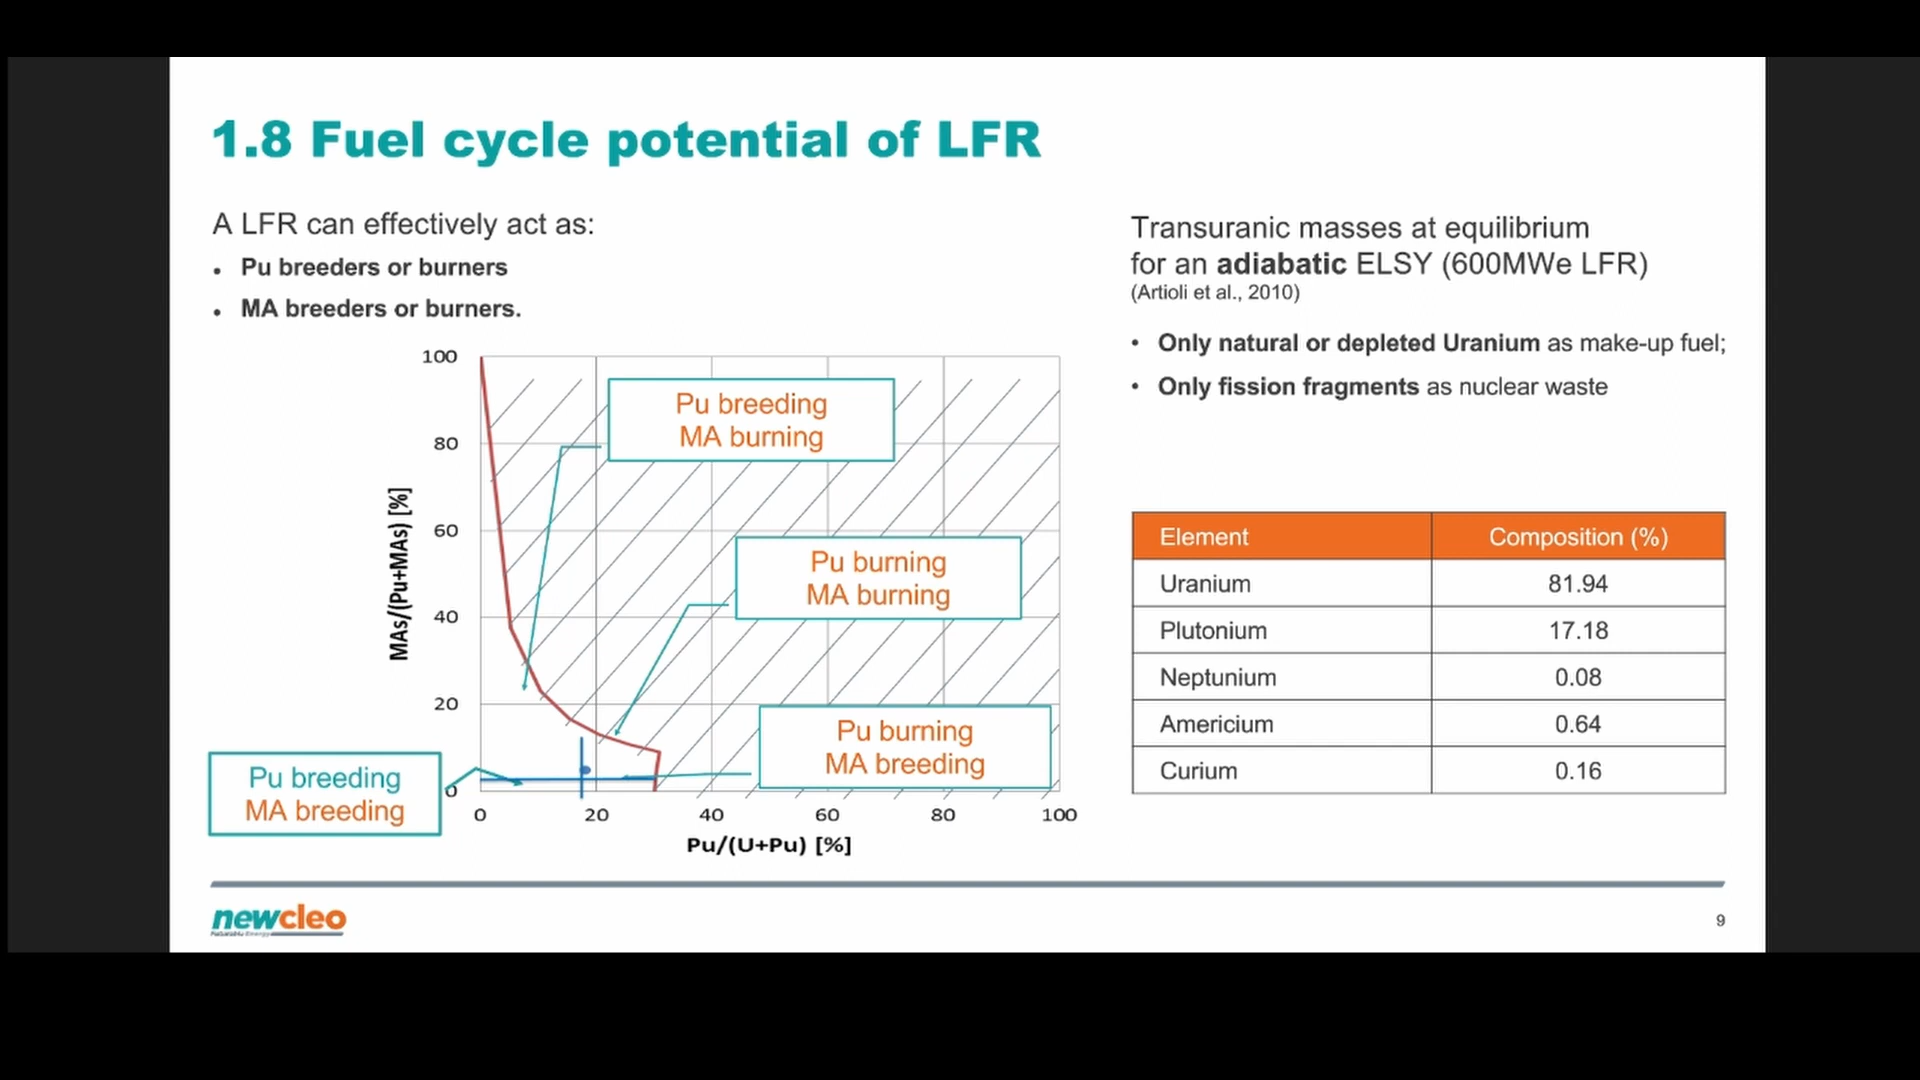 1.8 Fuel cycle potential of LFR
A LFR can effectively act as:
• Pu breeders or burners
• MA breeders or burners.
100
80
60
40
20
0
MAs/(Pu+MAs) [%]
Pu breeding
MA burning
Pu burning
MA burning
Pu burning
MA breeding
Pu breeding
MA breeding
0 20 40 60 80 100
Pu/(U+Pu) [%]
Transuranic masses at equilibrium
for an adiabatic ELSY (600MWe LFR)
(Artioli et al., 2010)
• Only natural or depleted Uranium as make-up fuel;
• Only fission fragments as nuclear waste
Element Composition (%)
Uranium 81.94
Plutonium 17.18
Neptunium 0.08
Americium 0.64
Curium 0.16
newcleo
9